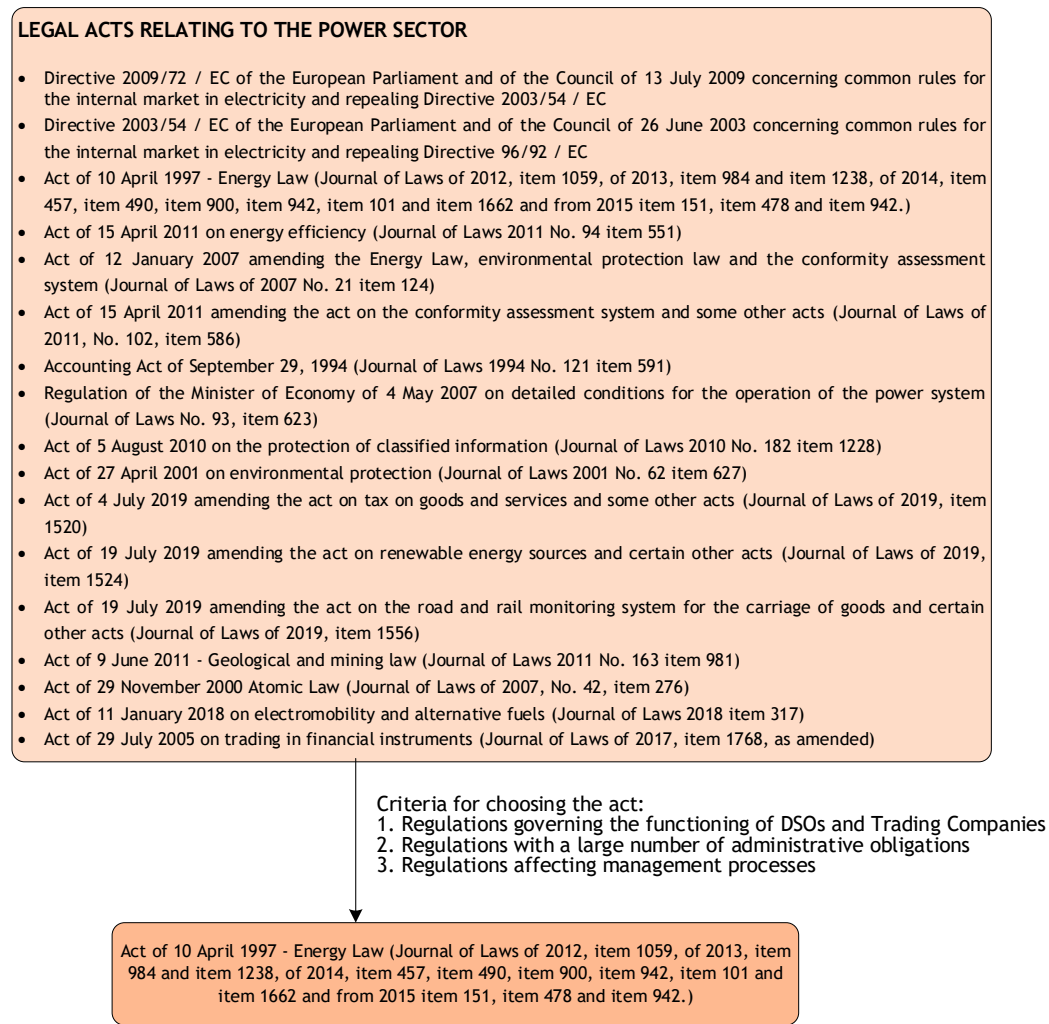 LEGAL ACTS RELATING TO THE POWER SECTOR
• Directive 2009/72 / EC of the European Parliament and of the Council of 13 July 2009 concerning common rules for
the internal market in electricity and repealing Directive 2003/54 / EC
• Directive 2003/54 / EC of the European Parliament and of the Council of 26 June 2003 concerning common rules for
the internal market in electricity and repealing Directive 96/92 / EC
• Act of 10 April 1997 - Energy Law (Journal of Laws of 2012, item 1059, of 2013, item 984 and item 1238, of 2014, item
457, item 490, item 900, item 942, item 101 and item 1662 and from 2015 item 151, item 478 and item 942.)
• Act of 15 April 2011 on energy efficiency (Journal of Laws 2011 No. 94 item 551)
• Act of 12 January 2007 amending the Energy Law, environmental protection law and the conformity assessment
system (Journal of Laws of 2007 No. 21 item 124)
• Act of 15 April 2011 amending the act on the conformity assessment system and some other acts (Journal of Laws of
2011, No. 102, item 586)
• Accounting Act of September 29, 1994 (Journal of Laws 1994 No. 121 item 591)
• Regulation of the Minister of Economy of 4 May 2007 on detailed conditions for the operation of the power system
(Journal of Laws No. 93, item 623)
• Act of 5 August 2010 on the protection of classified information (Journal of Laws 2010 No. 182 item 1228)
• Act of 27 April 2001 on environmental protection (Journal of Laws 2001 No. 62 item 627)
• Act of 4 July 2019 amending the act on tax on goods and services and some other acts (Journal of Laws of 2019, item
1520)
• Act of 19 July 2019 amending the act on renewable energy sources and certain other acts (Journal of Laws of 2019,
item 1524)
• Act of 19 July 2019 amending the act on the road and rail monitoring system for the carriage of goods and certain
other acts (Journal of Laws of 2019, item 1556)
• Act of 9 June 2011 - Geological and mining law (Journal of Laws 2011 No. 163 item 981)
• Act of 29 November 2000 Atomic Law (Journal of Laws of 2007, No. 42, item 276)
• Act of 11 January 2018 on electromobility and alternative fuels (Journal of Laws 2018 item 317)
• Act of 29 July 2005 on trading in financial instruments (Journal of Laws of 2017, item 1768, as amended)
Criteria for choosing the act:
1. Regulations governing the functioning of DSOs and Trading Companies
2. Regulations with a large number of administrative obligations
3. Regulations affecting management processes
Act of 10 April 1997 - Energy Law (Journal of Laws of 2012, item 1059, of 2013, item
984 and item 1238, of 2014, item 457, item 490, item 900, item 942, item 101 and
item 1662 and from 2015 item 151, item 478 and item 942.)